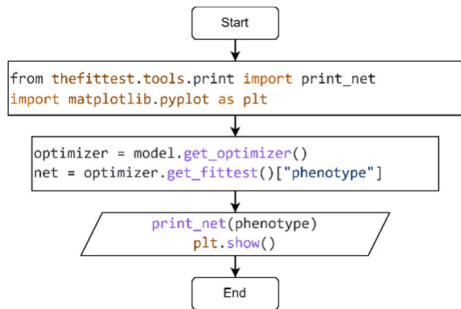 Start
from thefittest.tools.print import print_net
import matplotlib.pyplot as plt
optimizer = model.get_optimizer()
net = optimizer.get_fittest()["phenotype"]
print_net(phenotype)
plt.show()
End